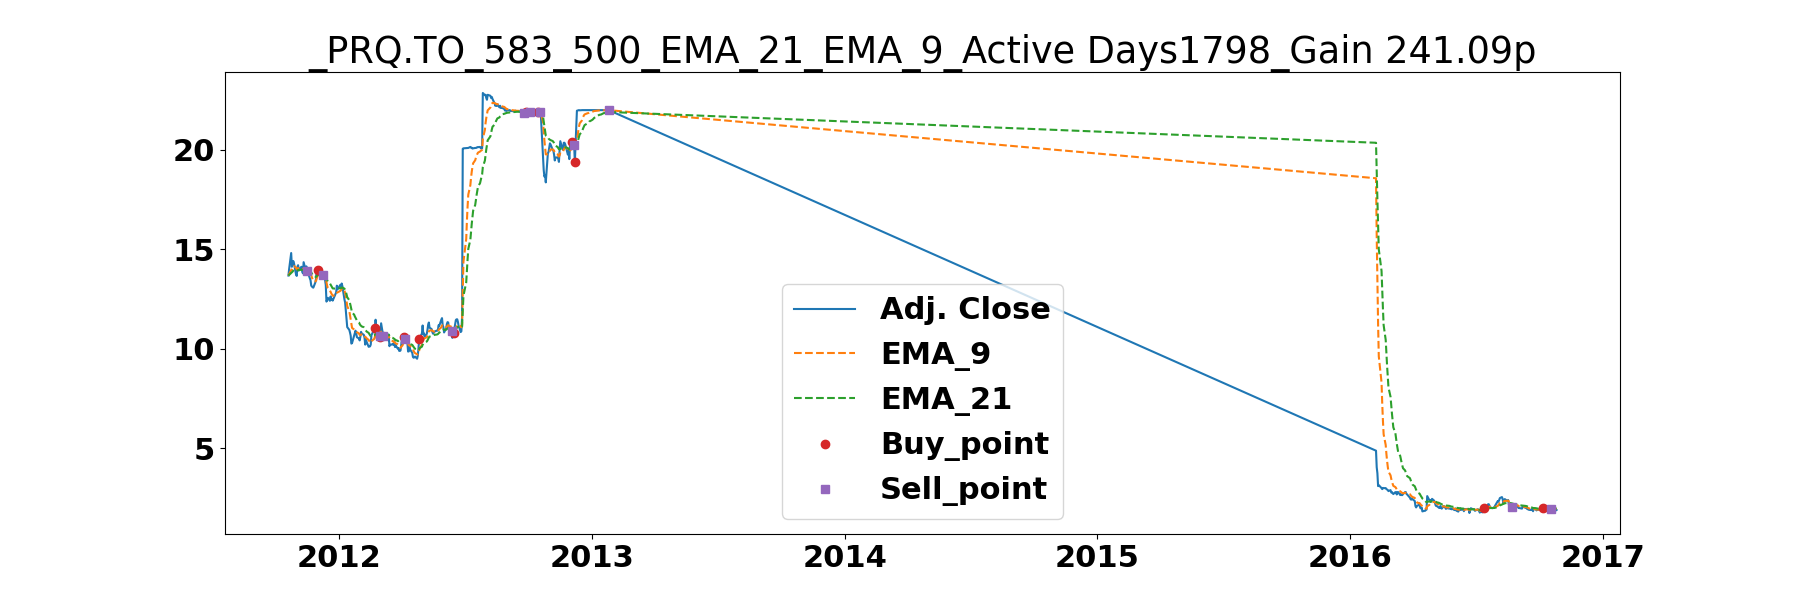 _PRQ.TO_583_500_EMA_21_EMA_9_Active Days1798_Gain 241.09p
20
15
10
5
Adj. Close
EMA_9
EMA_21
Buy_point
Sell_point
2012 2013 2014 2015 2016 2017